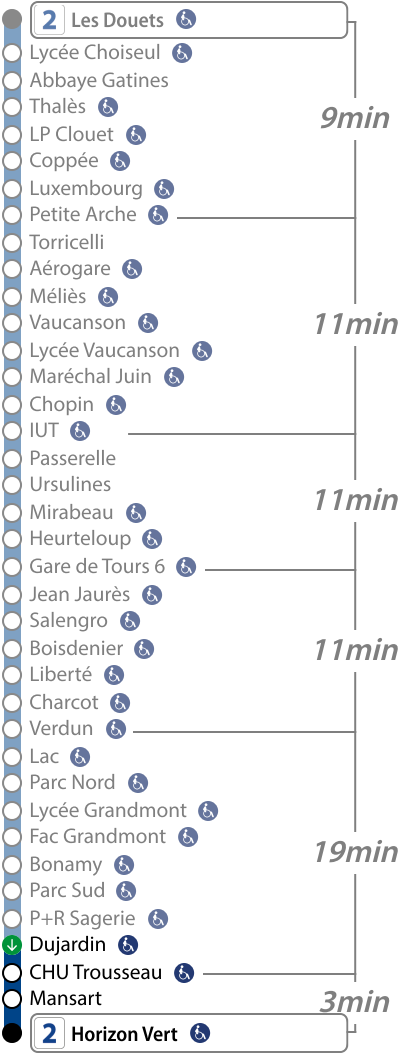 2 Les Douets
Lycée Choiseul
Abbaye Gatines
Thalès
9min
LP Clouet
Coppée
Luxembourg
Petite Arche
Torricelli
Aérogare
Méliès
Vaucanson
11min
Lycée Vaucanson
Maréchal Juin
Chopin
IUT
Passerelle
Ursulines
11min
Mirabeau
Heurteloup
Gare de Tours 6
Jean Jaurès
Salengro
Boisdenier
11min
Liberté
Charcot
Verdun
Lac
Parc Nord
Lycée Grandmont
Fac Grandmont
19min
Bonamy
Parc Sud
P+R Sagerie
Dujardin
CHU Trousseau
Mansart
3min
2 Horizon Vert